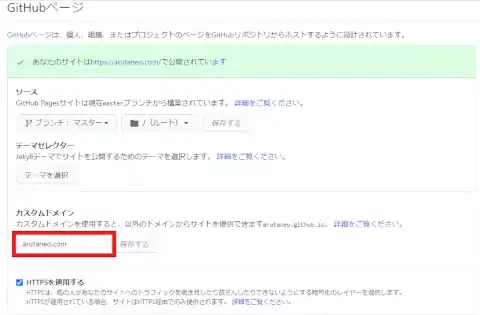 GitHubページ
GitHubページは、個人、組織、またはプロジェクトのページをGitHubリポジトリからホストするように設計されています。
✓ あなたのサイトはhttps://arutaneo.com/で公開されています
ソース
GitHub Pagesサイトは現在masterブランチから構築されています。 詳細をご覧ください。
ブランチ： マスター
/（ルート）
保存する
テーマセレクター
Jekyllテーマでサイトを公開するためのテーマを選択します。 詳細をご覧ください。
テーマを選択
カスタムドメイン
カスタムドメインを使用すると、以外のドメインからサイトを提供できますarutaneo.github.io。 詳細をご覧ください。
arutaneo.com
保存する
HTTPSを適用する
HTTPSは、他の人があなたのサイトへのトラフィックを覗き見したり改ざんしたりできないようにする暗号化のレイヤーを提供します。
HTTPSが適用されている場合、サイトはHTTPS経由でのみ提供されます。 詳細をご覧ください。